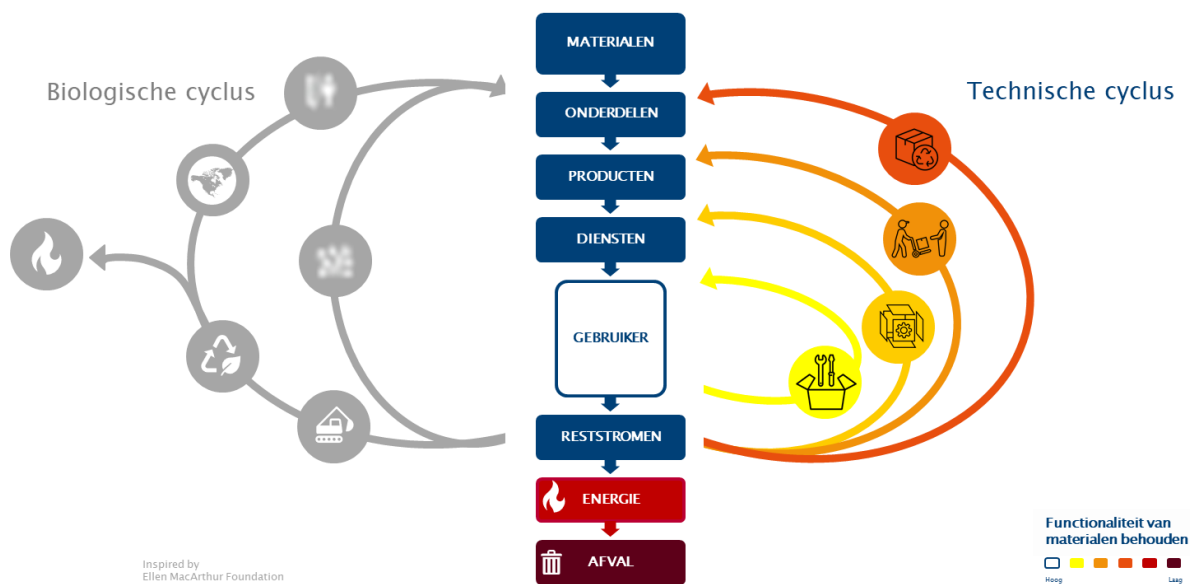 MATERIALEN
Biologische cyclus
Technische cyclus
ONDERDELEN
PRODUCTEN
DIENSTEN
GEBRUIKER
RESTSTROMEN
ENERGIE
AFVAL
Functionaliteit van
materialen behouden
Hoog
Laag
Inspired by
Ellen MacArthur Foundation